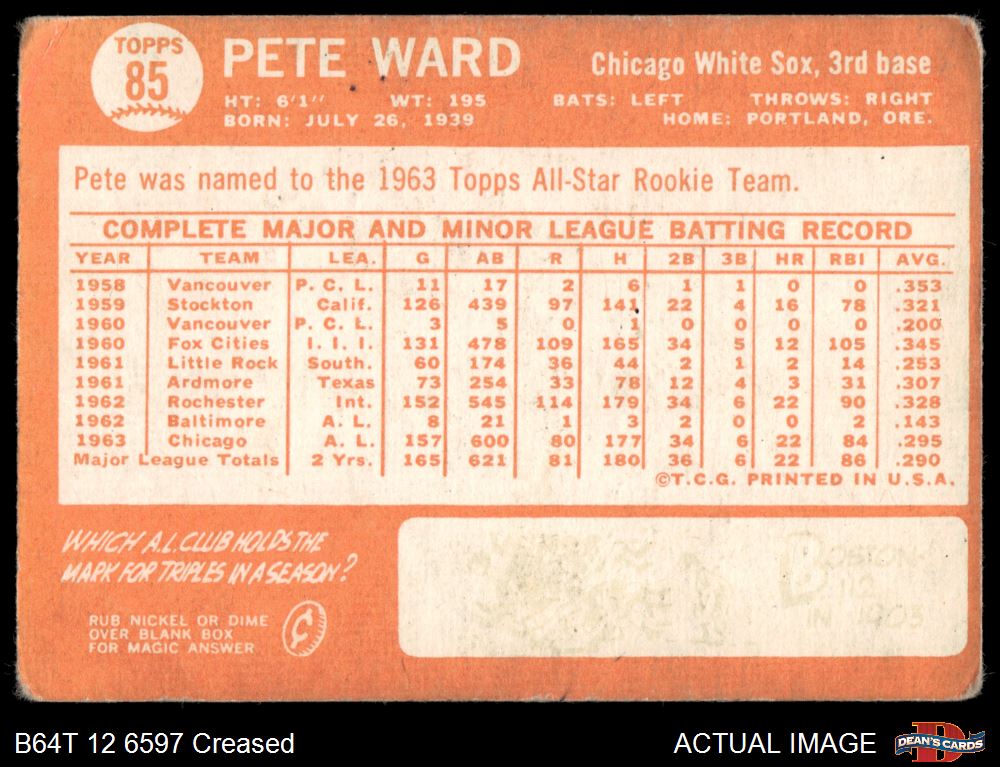 TOPPS
85
PETE WARD
Chicago White Sox, 3rd base
HT: 6'1" WT: 195 BATS: LEFT THROWS: RIGHT
BORN: JULY 26, 1939 HOME: PORTLAND, ORE.
Pete was named to the 1963 Topps All-Star Rookie Team.
COMPLETE MAJOR AND MINOR LEAGUE BATTING RECORD
YEAR TEAM LEA. G AB R H 2B 3B HR RBI AVG.
1958 Vancouver P. C. L. 11 17 2 6 1 1 0 0 .353
1959 Stockton Calif. 126 439 97 141 22 4 16 78 .321
1960 Vancouver P. C. L. 3 5 0 1 0 0 0 0 .200
1960 Fox Cities I. I. I. 131 478 109 165 34 5 12 105 .345
1961 Little Rock South. 60 174 36 44 2 1 2 14 .253
1961 Ardmore Texas 73 254 33 78 12 4 3 31 .307
1962 Rochester Int. 152 545 114 179 34 6 22 90 .328
1962 Baltimore A. L. 8 21 1 3 2 0 0 2 .143
1963 Chicago A. L. 157 600 80 177 34 6 22 84 .295
Major League Totals 2 Yrs. 165 621 81 180 36 6 22 86 .290
©T.C.G. PRINTED IN U.S.A.
WHICH A.L. CLUB HOLDS THE
MARK FOR TRIPLES IN A SEASON?
RUB NICKEL OR DIME
OVER BLANK BOX
FOR MAGIC ANSWER
¢
BOSTON-
112
IN 1903
B64T 12 6597 Creased
ACTUAL IMAGE
D
DEAN'S CARDS